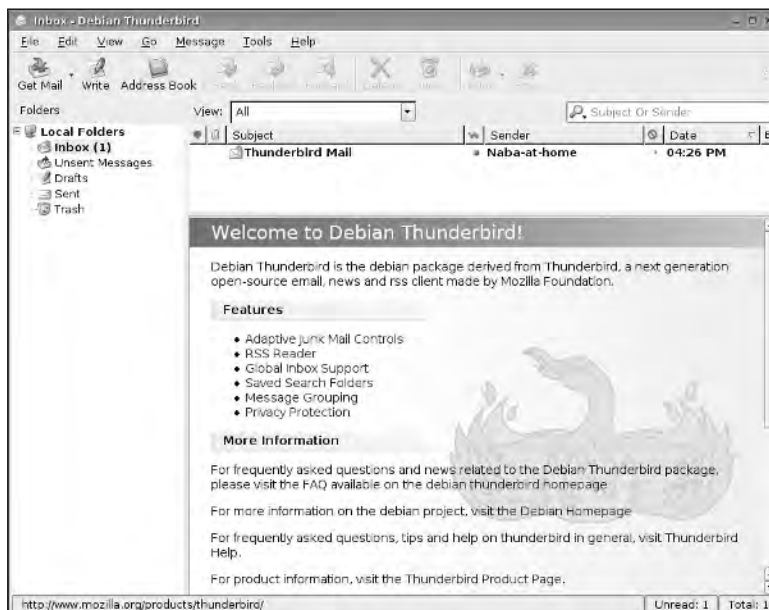 Inbox - Debian Thunderbird
File Edit View Go Message Tools Help
Get Mail Write Address Book
Folders View: All Subject Or Sender
Subject Sender Date
Local Folders
Inbox (1)
Unsent Messages
Drafts
Sent
Trash
Thunderbird Mail Naba-at-home 04:26 PM
Welcome to Debian Thunderbird!
Debian Thunderbird is the debian package derived from Thunderbird, a next generation
open-source email, news and rss client made by Mozilla Foundation.
Features
Adaptive Junk Mail Controls
RSS Reader
Global Inbox Support
Saved Search Folders
Message Grouping
Privacy Protection
More Information
For frequently asked questions and news related to the Debian Thunderbird package,
please visit the FAQ available on the debian thunderbird homepage
For more information on the debian project, visit the Debian Homepage
For frequently asked questions, tips and help on thunderbird in general, visit Thunderbird
Help.
For product information, visit the Thunderbird Product Page.
http://www.mozilla.org/products/thunderbird/ Unread: 1 Total: 1